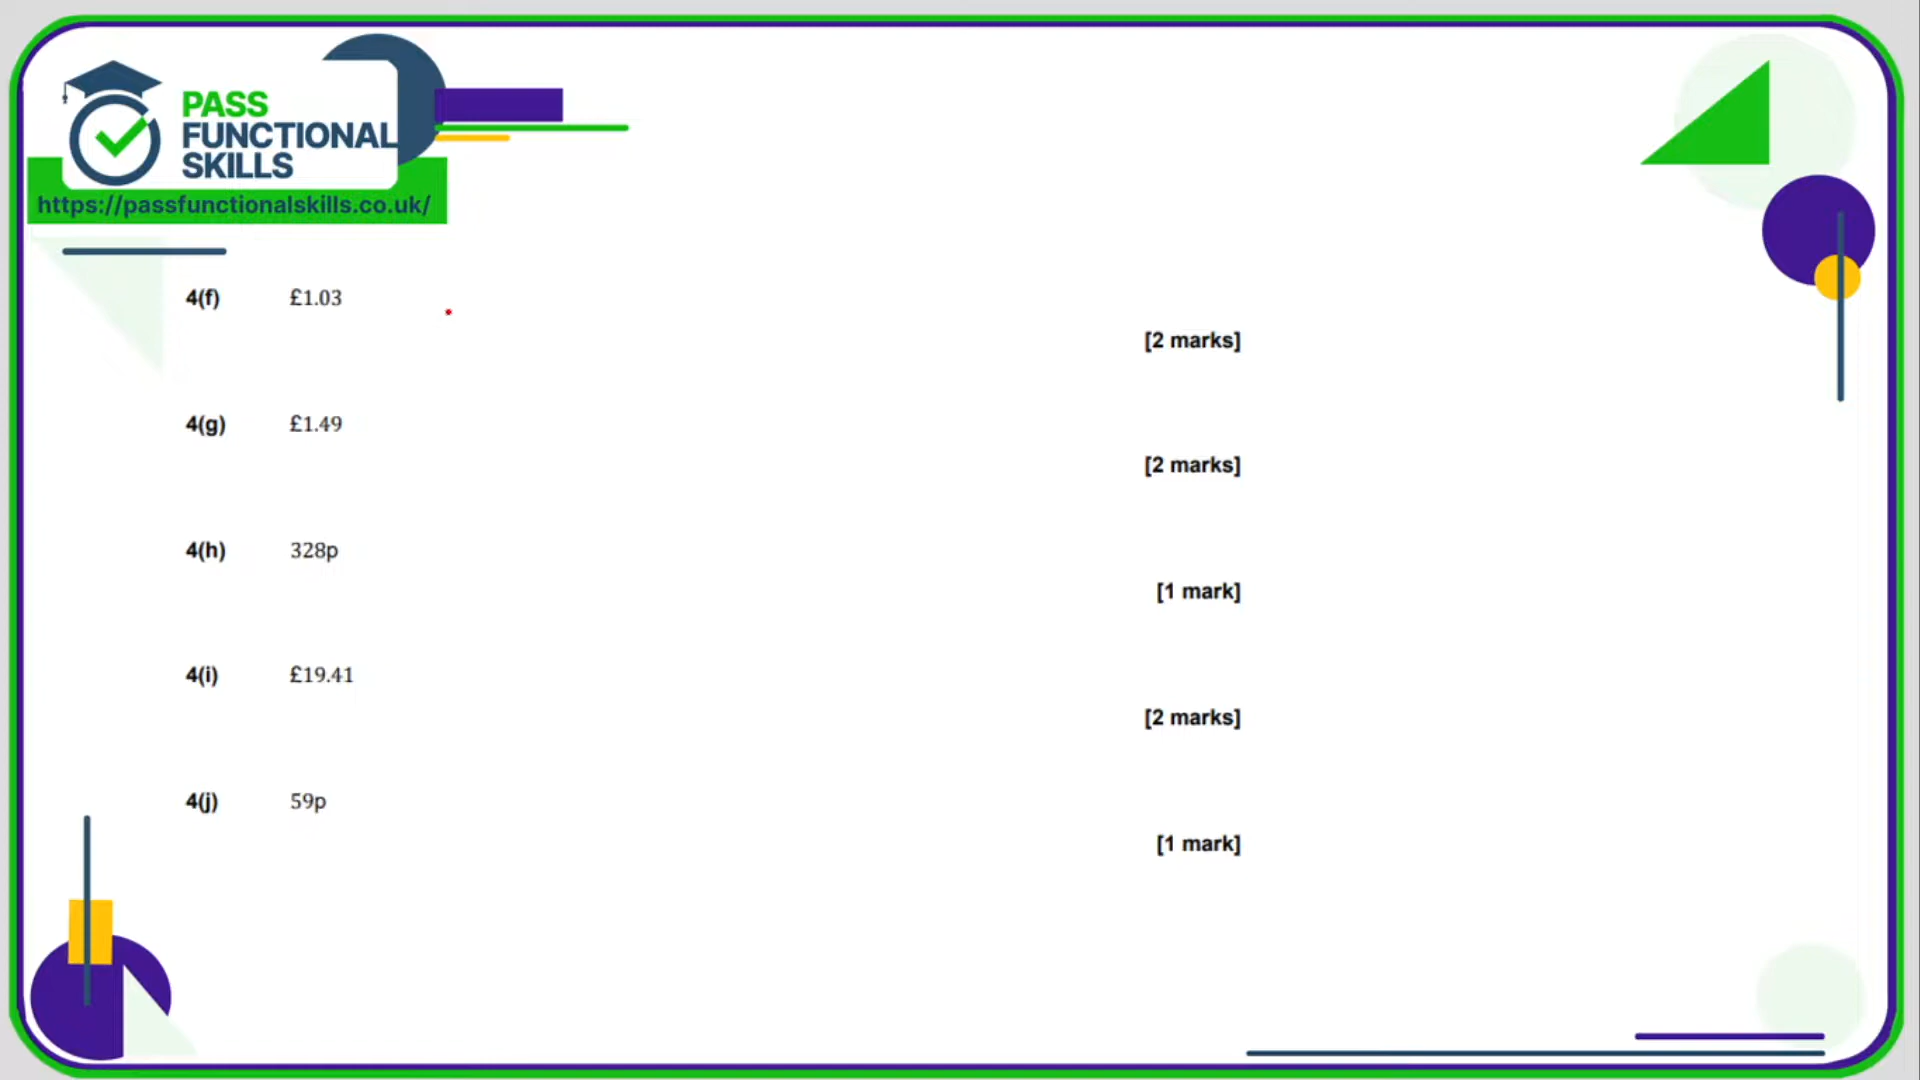 PASS
FUNCTIONAL
SKILLS
https://passfunctionalskills.co.uk/
4(f) £1.03
[2 marks]
4(g) £1.49
[2 marks]
4(h) 328p
[1 mark]
4(i) £19.41
[2 marks]
4(j) 59p
[1 mark]